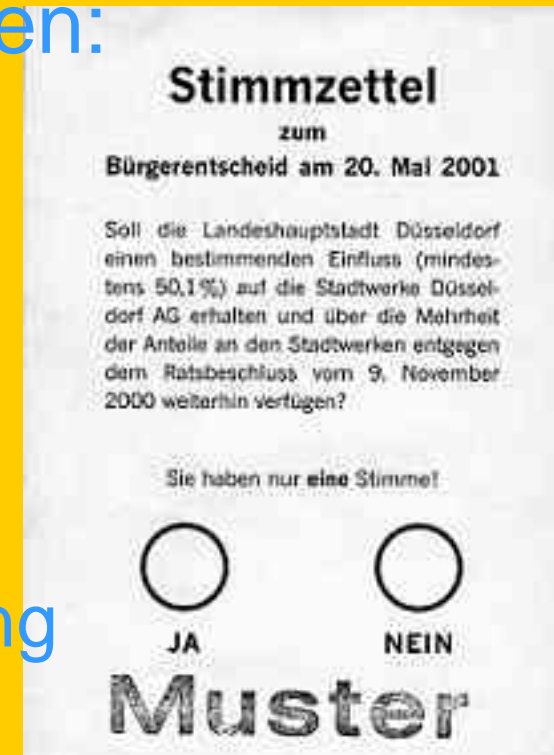 en:
Stimmzettel
zum
Bürgerentscheid am 20. Mai 2001
Soll die Landeshauptstadt Düsseldorf
einen bestimmenden Einfluss (mindes-
tens 50,1%) auf die Stadtwerke Düssel-
dorf AG erhalten und über die Mehrheit
der Anteile an den Stadtwerken entgegen
dem Ratsbeschluss vom 9. November
2000 weiterhin verfügen?
Sie haben nur eine Stimme!
ng
JA NEIN
Muster